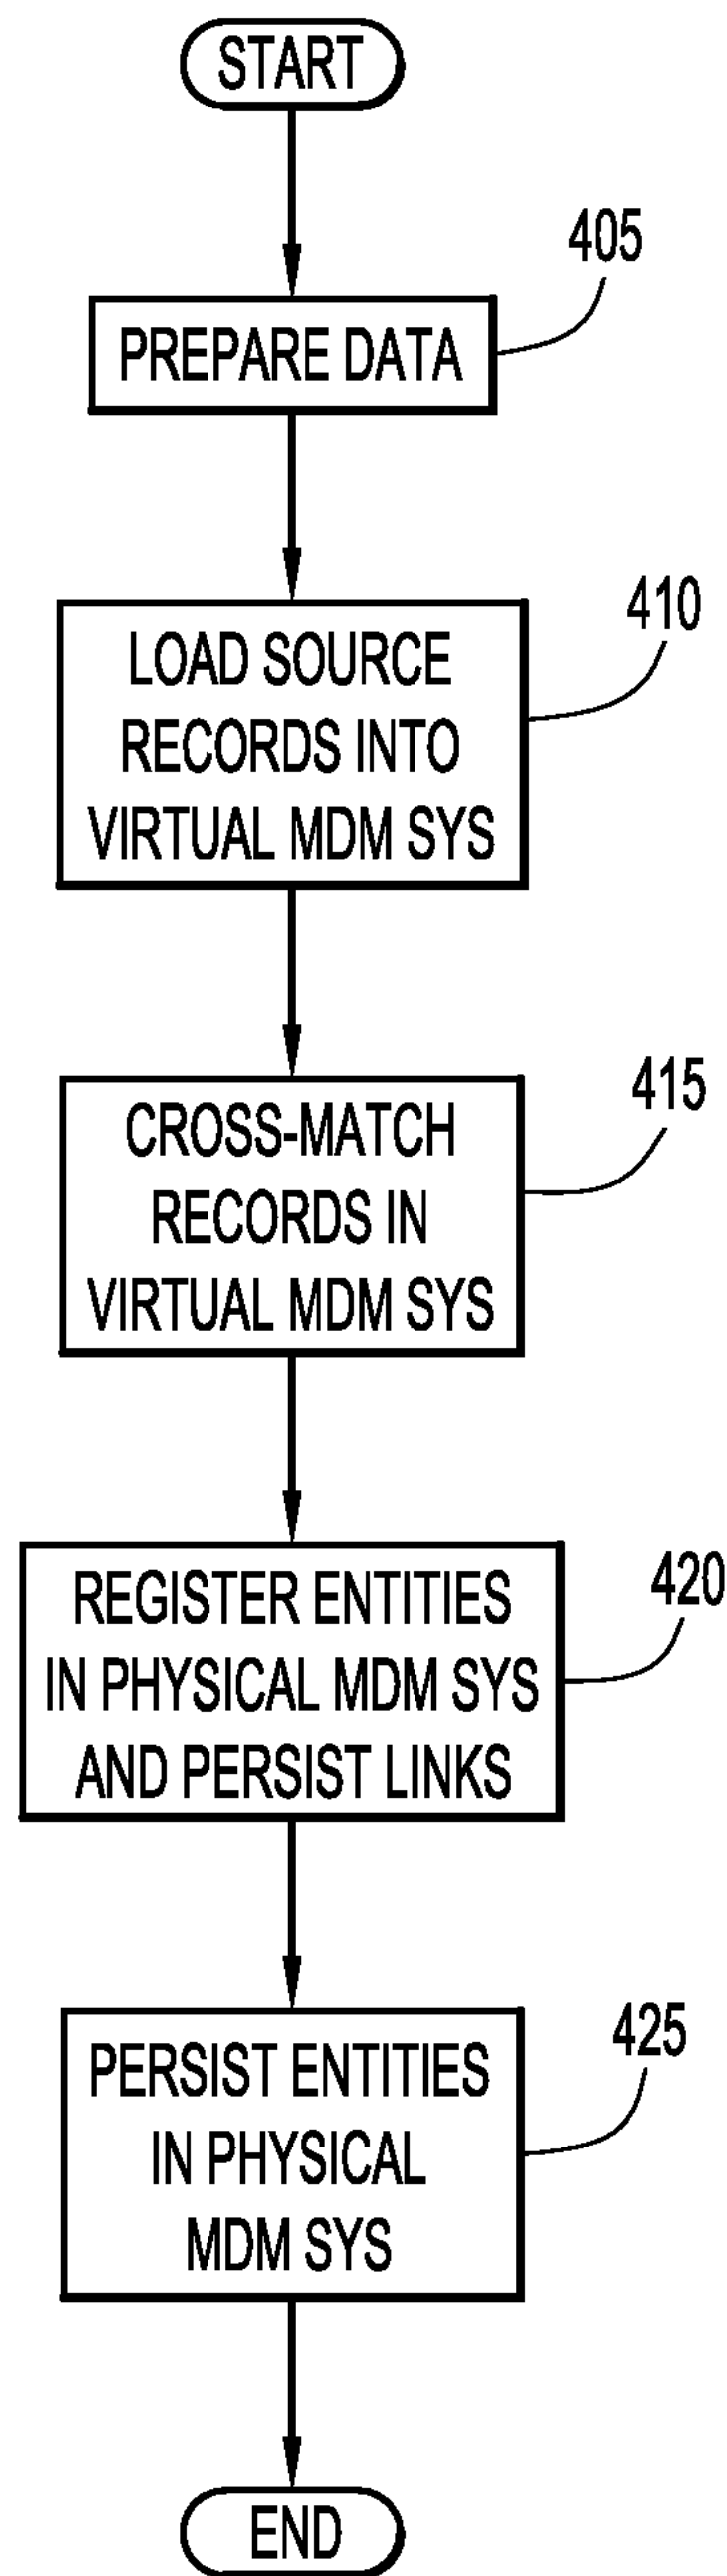 START
405
PREPARE DATA
410
LOAD SOURCE
RECORDS INTO
VIRTUAL MDM SYS
415
CROSS-MATCH
RECORDS IN
VIRTUAL MDM SYS
420
REGISTER ENTITIES
IN PHYSICAL MDM SYS
AND PERSIST LINKS
425
PERSIST ENTITIES
IN PHYSICAL
MDM SYS
END